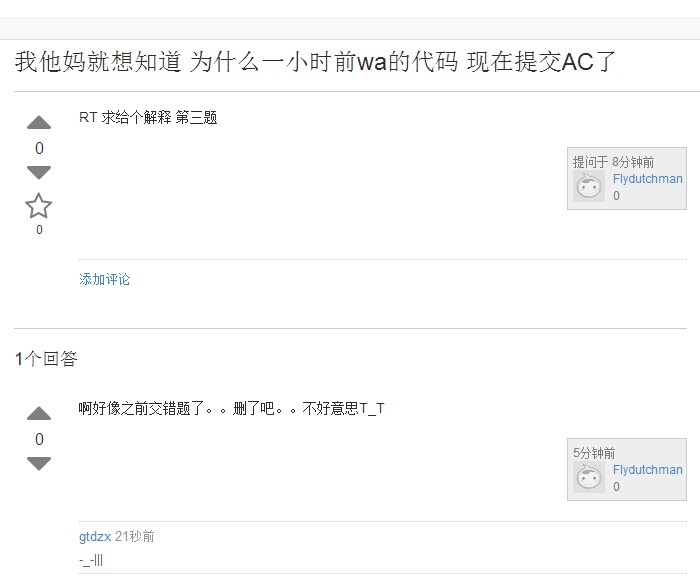 我他妈就想知道 为什么一小时前wa的代码 现在提交AC了
0
0
RT 求给个解释 第三题
提问于 8分钟前
Flydutchman
0
添加评论
1个回答
0
啊好像之前交错题了。。删了吧。。不好意思T_T
5分钟前
Flydutchman
0
gtdzx 21秒前
-_-|||